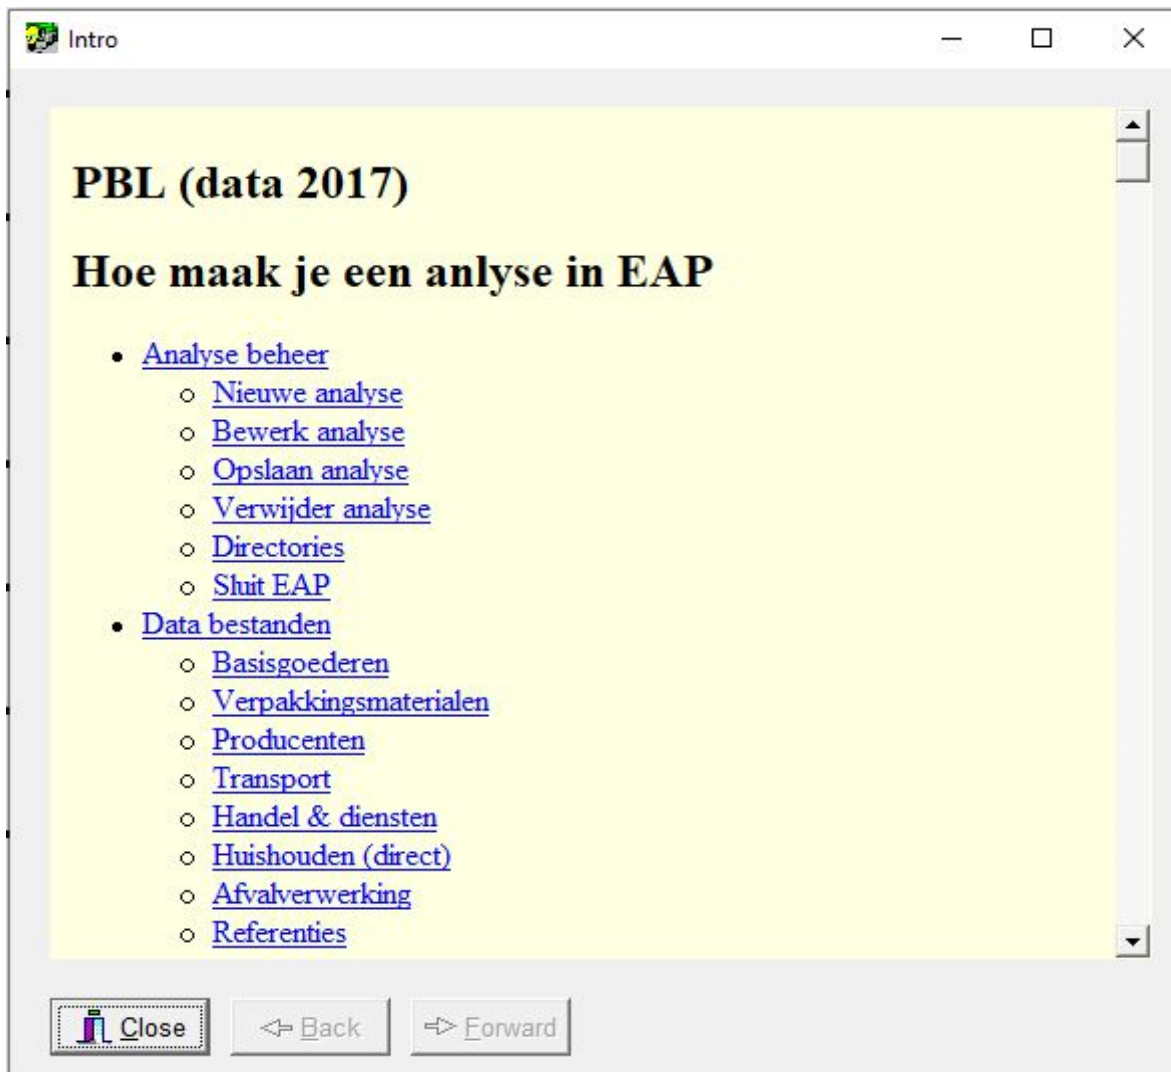 Intro
PBL (data 2017)
Hoe maak je een anlyse in EAP
Analyse beheer
Nieuwe analyse
Bewerk analyse
Opslaan analyse
Verwijder analyse
Directories
Sluit EAP
Data bestanden
Basisgoederen
Verpakkingsmaterialen
Producenten
Transport
Handel & diensten
Huishouden (direct)
Afvalverwerking
Referenties
Close Back Forward